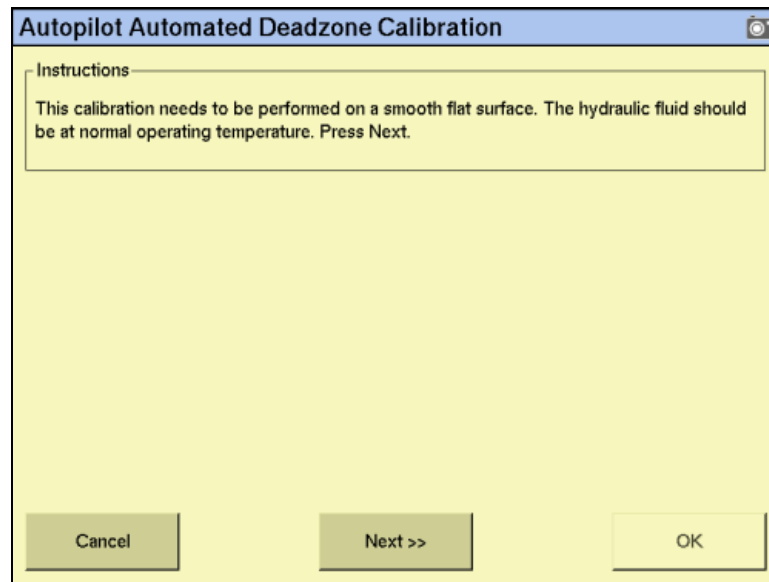 Autopilot Automated Deadzone Calibration
Instructions
This calibration needs to be performed on a smooth flat surface. The hydraulic fluid should
be at normal operating temperature. Press Next.
Cancel
Next >>
OK